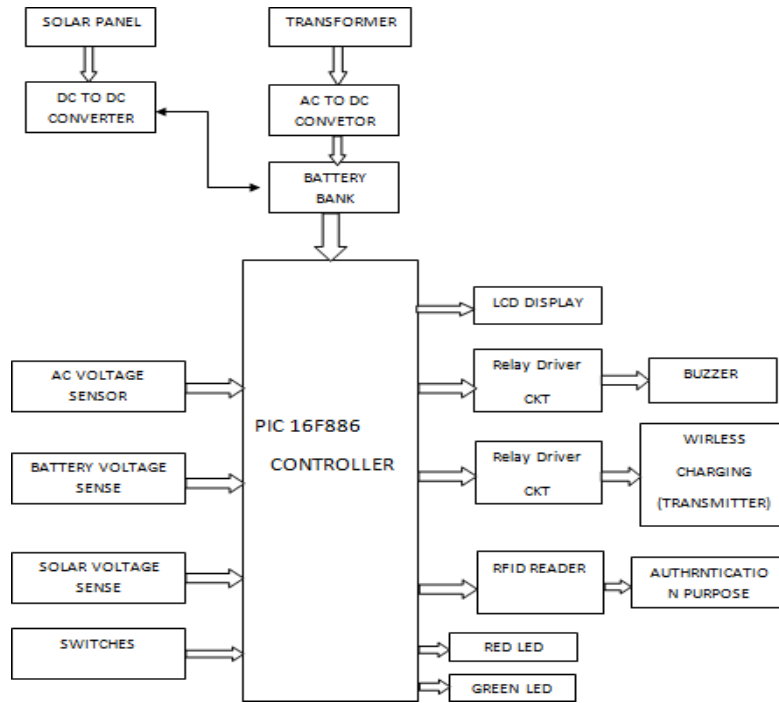 SOLAR PANEL
TRANSFORMER
DC TO DC
CONVERTER
AC TO DC
CONVETOR
BATTERY
BANK
LCD DISPLAY
AC VOLTAGE
SENSOR
Relay Driver
CKT
BUZZER
PIC 16F886
CONTROLLER
BATTERY VOLTAGE
SENSE
Relay Driver
CKT
WIRLESS
CHARGING
(TRANSMITTER)
SOLAR VOLTAGE
SENSE
RFID READER
AUTHRNTICATIO
N PURPOSE
SWITCHES
RED LED
GREEN LED